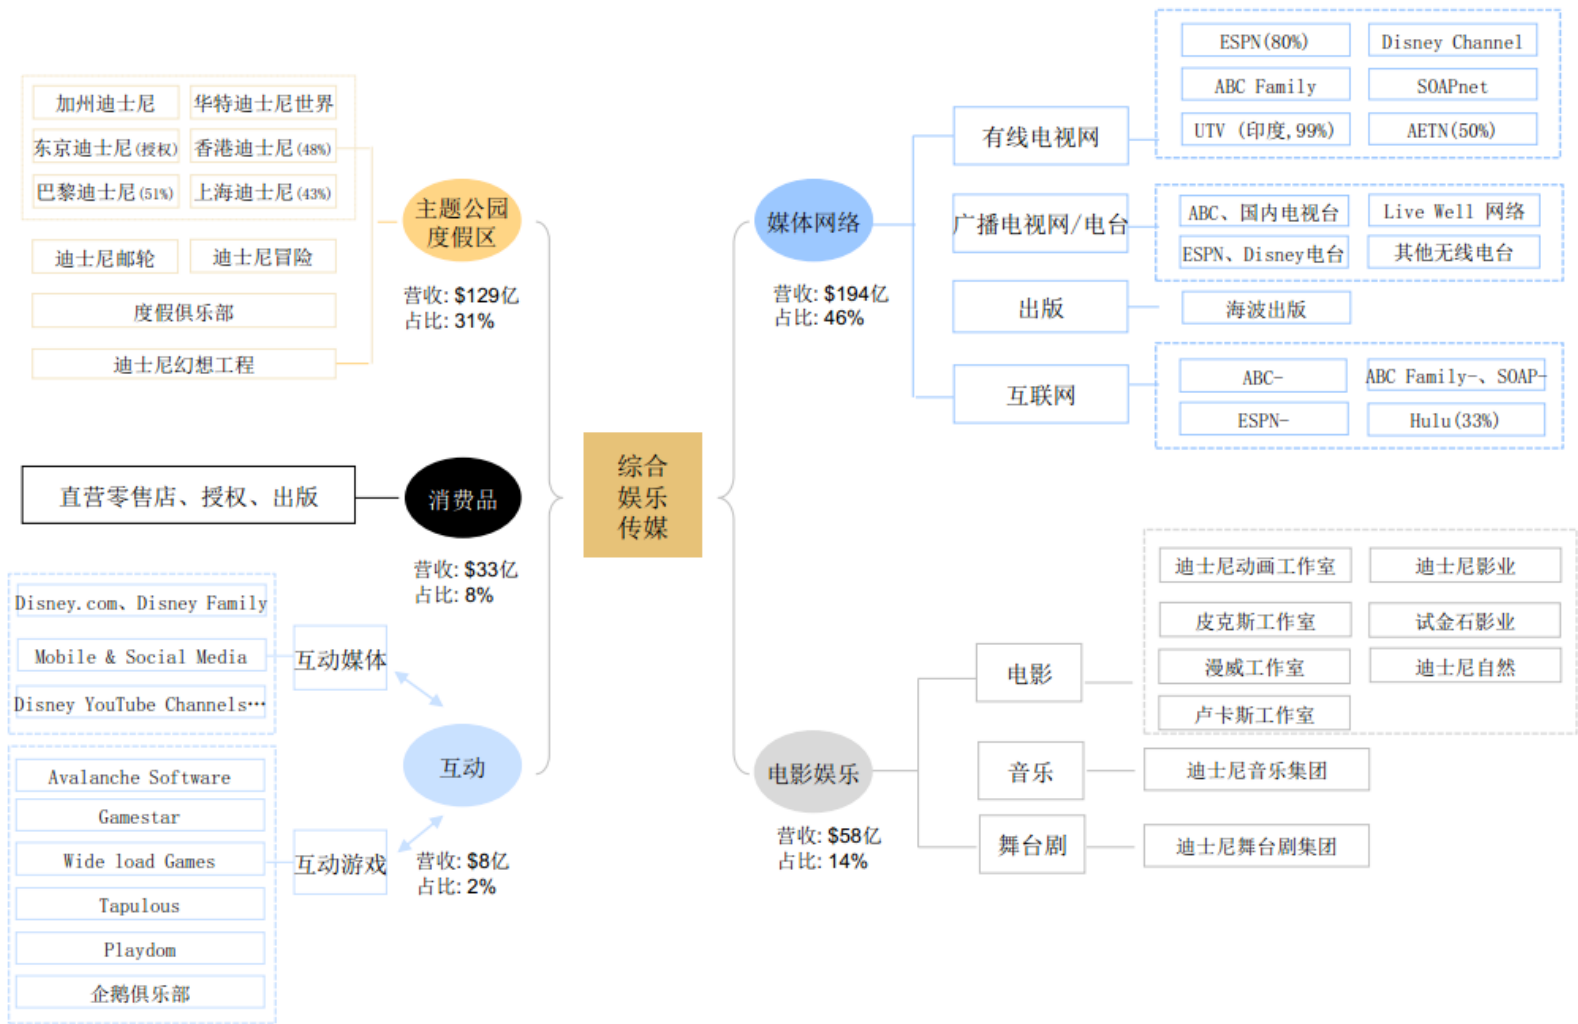 综合
娱乐
传媒
主题公园
度假区
营收: $129亿
占比: 31%
加州迪士尼
华特迪士尼世界
东京迪士尼(授权)
香港迪士尼(48%)
巴黎迪士尼(51%)
上海迪士尼(43%)
迪士尼邮轮
迪士尼冒险
度假俱乐部
迪士尼幻想工程
消费品
营收: $33亿
占比: 8%
直营零售店、授权、出版
互动
营收: $8亿
占比: 2%
互动媒体
Disney.com、Disney Family
Mobile & Social Media
Disney YouTube Channels…
互动游戏
Avalanche Software
Gamestar
Wide load Games
Tapulous
Playdom
企鹅俱乐部
媒体网络
营收: $194亿
占比: 46%
有线电视网
ESPN(80%)
Disney Channel
ABC Family
SOAPnet
UTV (印度,99%)
AETN(50%)
广播电视网/电台
ABC、国内电视台
Live Well 网络
ESPN、Disney电台
其他无线电台
出版
海波出版
互联网
ABC-
ABC Family-、SOAP-
ESPN-
Hulu(33%)
电影娱乐
营收: $58亿
占比: 14%
电影
迪士尼动画工作室
迪士尼影业
皮克斯工作室
试金石影业
漫威工作室
迪士尼自然
卢卡斯工作室
音乐
迪士尼音乐集团
舞台剧
迪士尼舞台剧集团